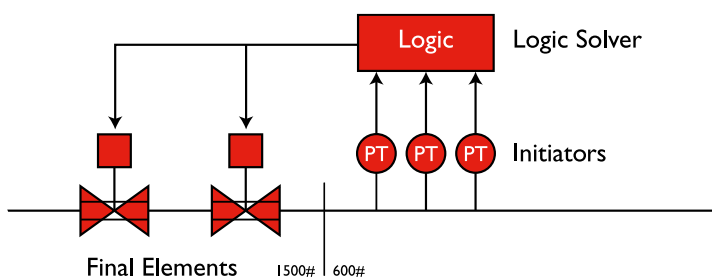 Logic
Logic Solver
PT PT PT
Initiators
Final Elements
1500# 600#